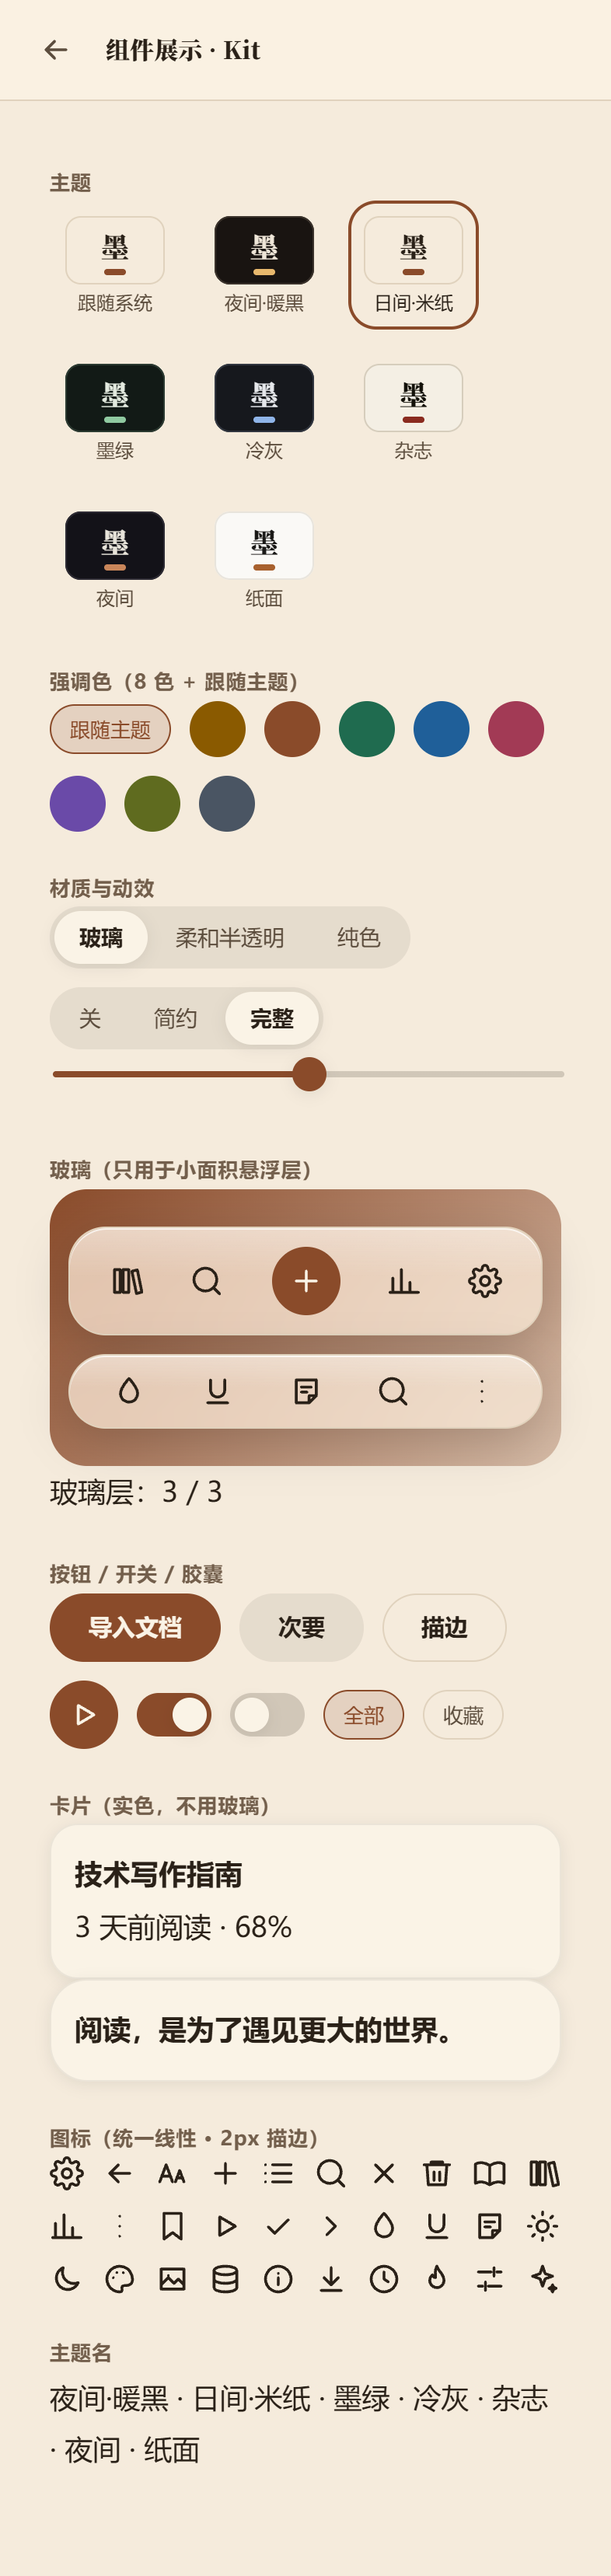 组件展示 · Kit
主题
墨 墨 墨
跟随系统 夜间·暖黑 日间·米纸
墨 墨 墨
墨绿 冷灰 杂志
墨 墨
夜间 纸面
强调色（8 色 + 跟随主题）
跟随主题
材质与动效
玻璃 柔和半透明 纯色
关 简约 完整
玻璃（只用于小面积悬浮层）
玻璃层：3 / 3
按钮 / 开关 / 胶囊
导入文档 次要 描边
全部 收藏
卡片（实色，不用玻璃）
技术写作指南
3 天前阅读 · 68%
阅读，是为了遇见更大的世界。
图标（统一线性 • 2px 描边）
主题名
夜间·暖黑 · 日间·米纸 · 墨绿 · 冷灰 · 杂志
· 夜间 · 纸面